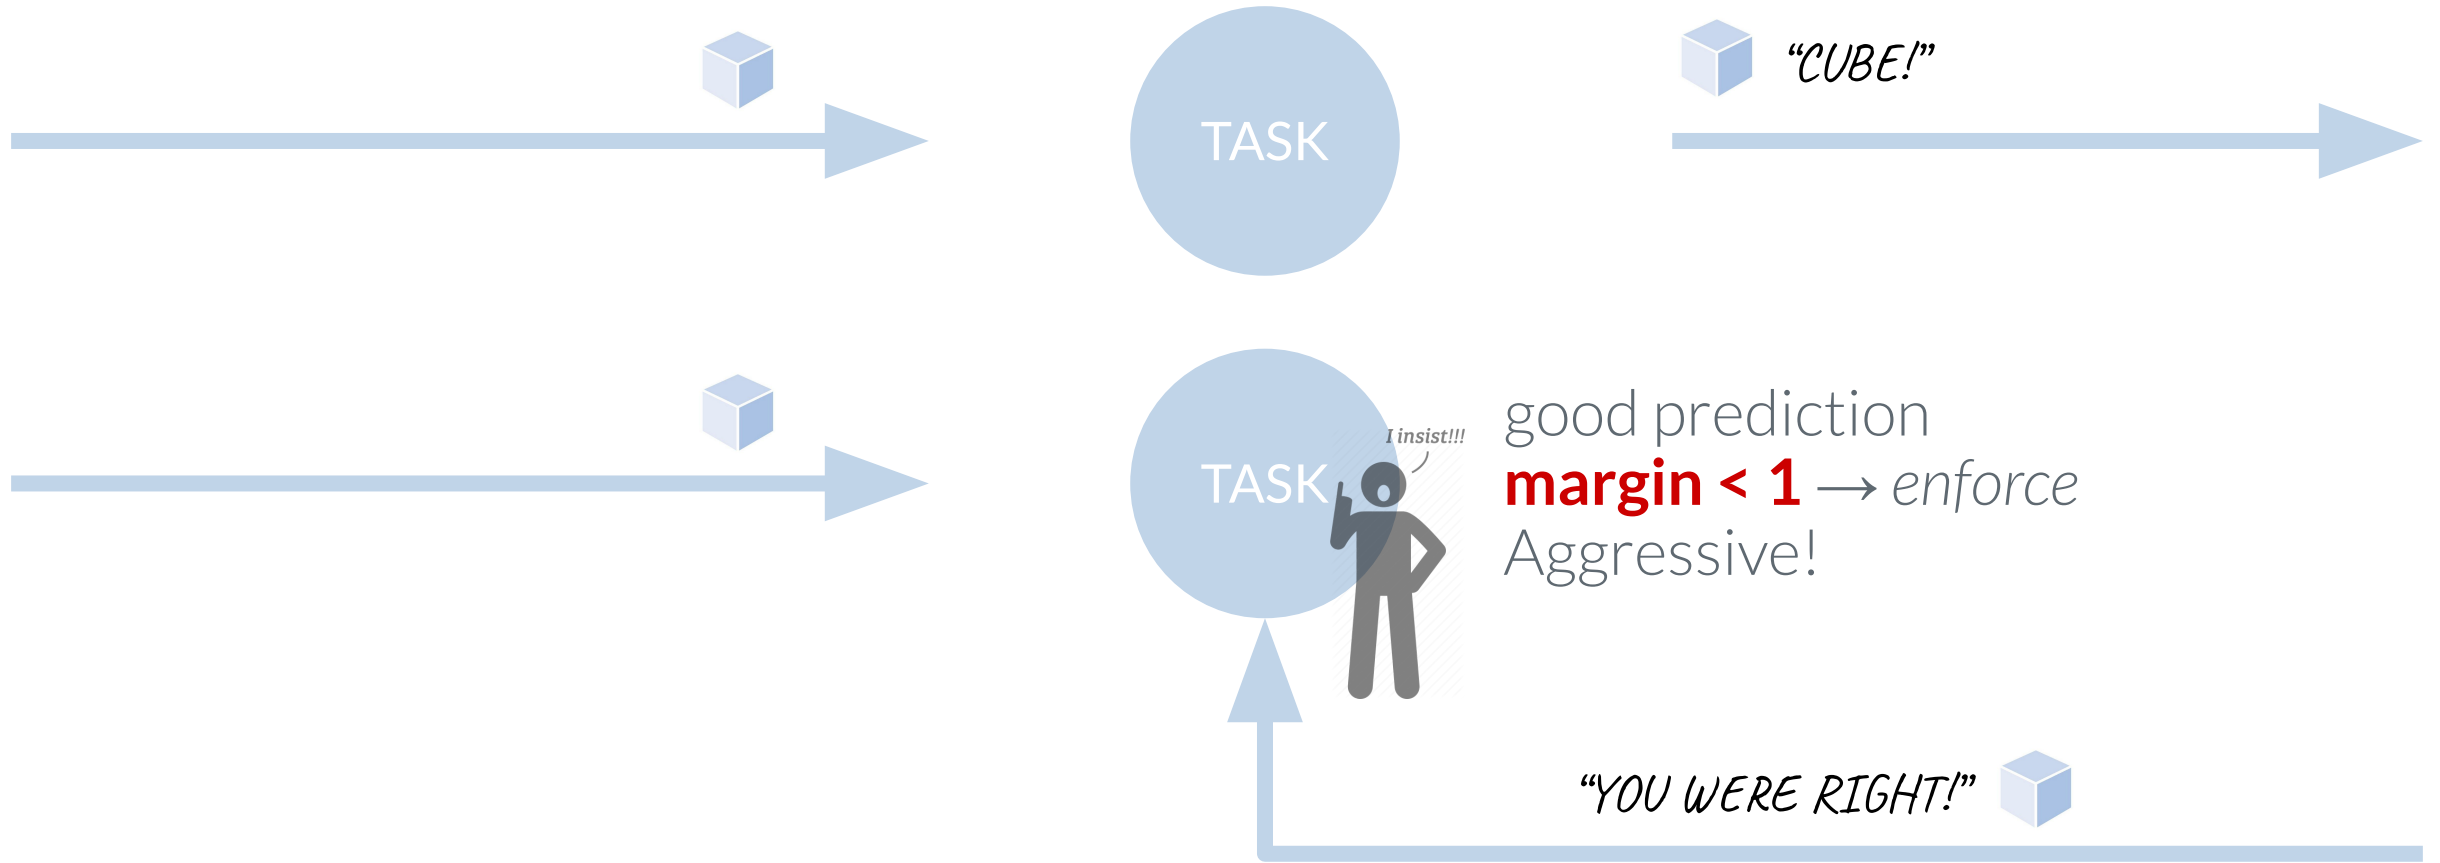 “CUBE!”
TASK
good prediction
I insist!!!
TASK
margin < 1 → enforce
Aggressive!
“YOU WERE RIGHT!”